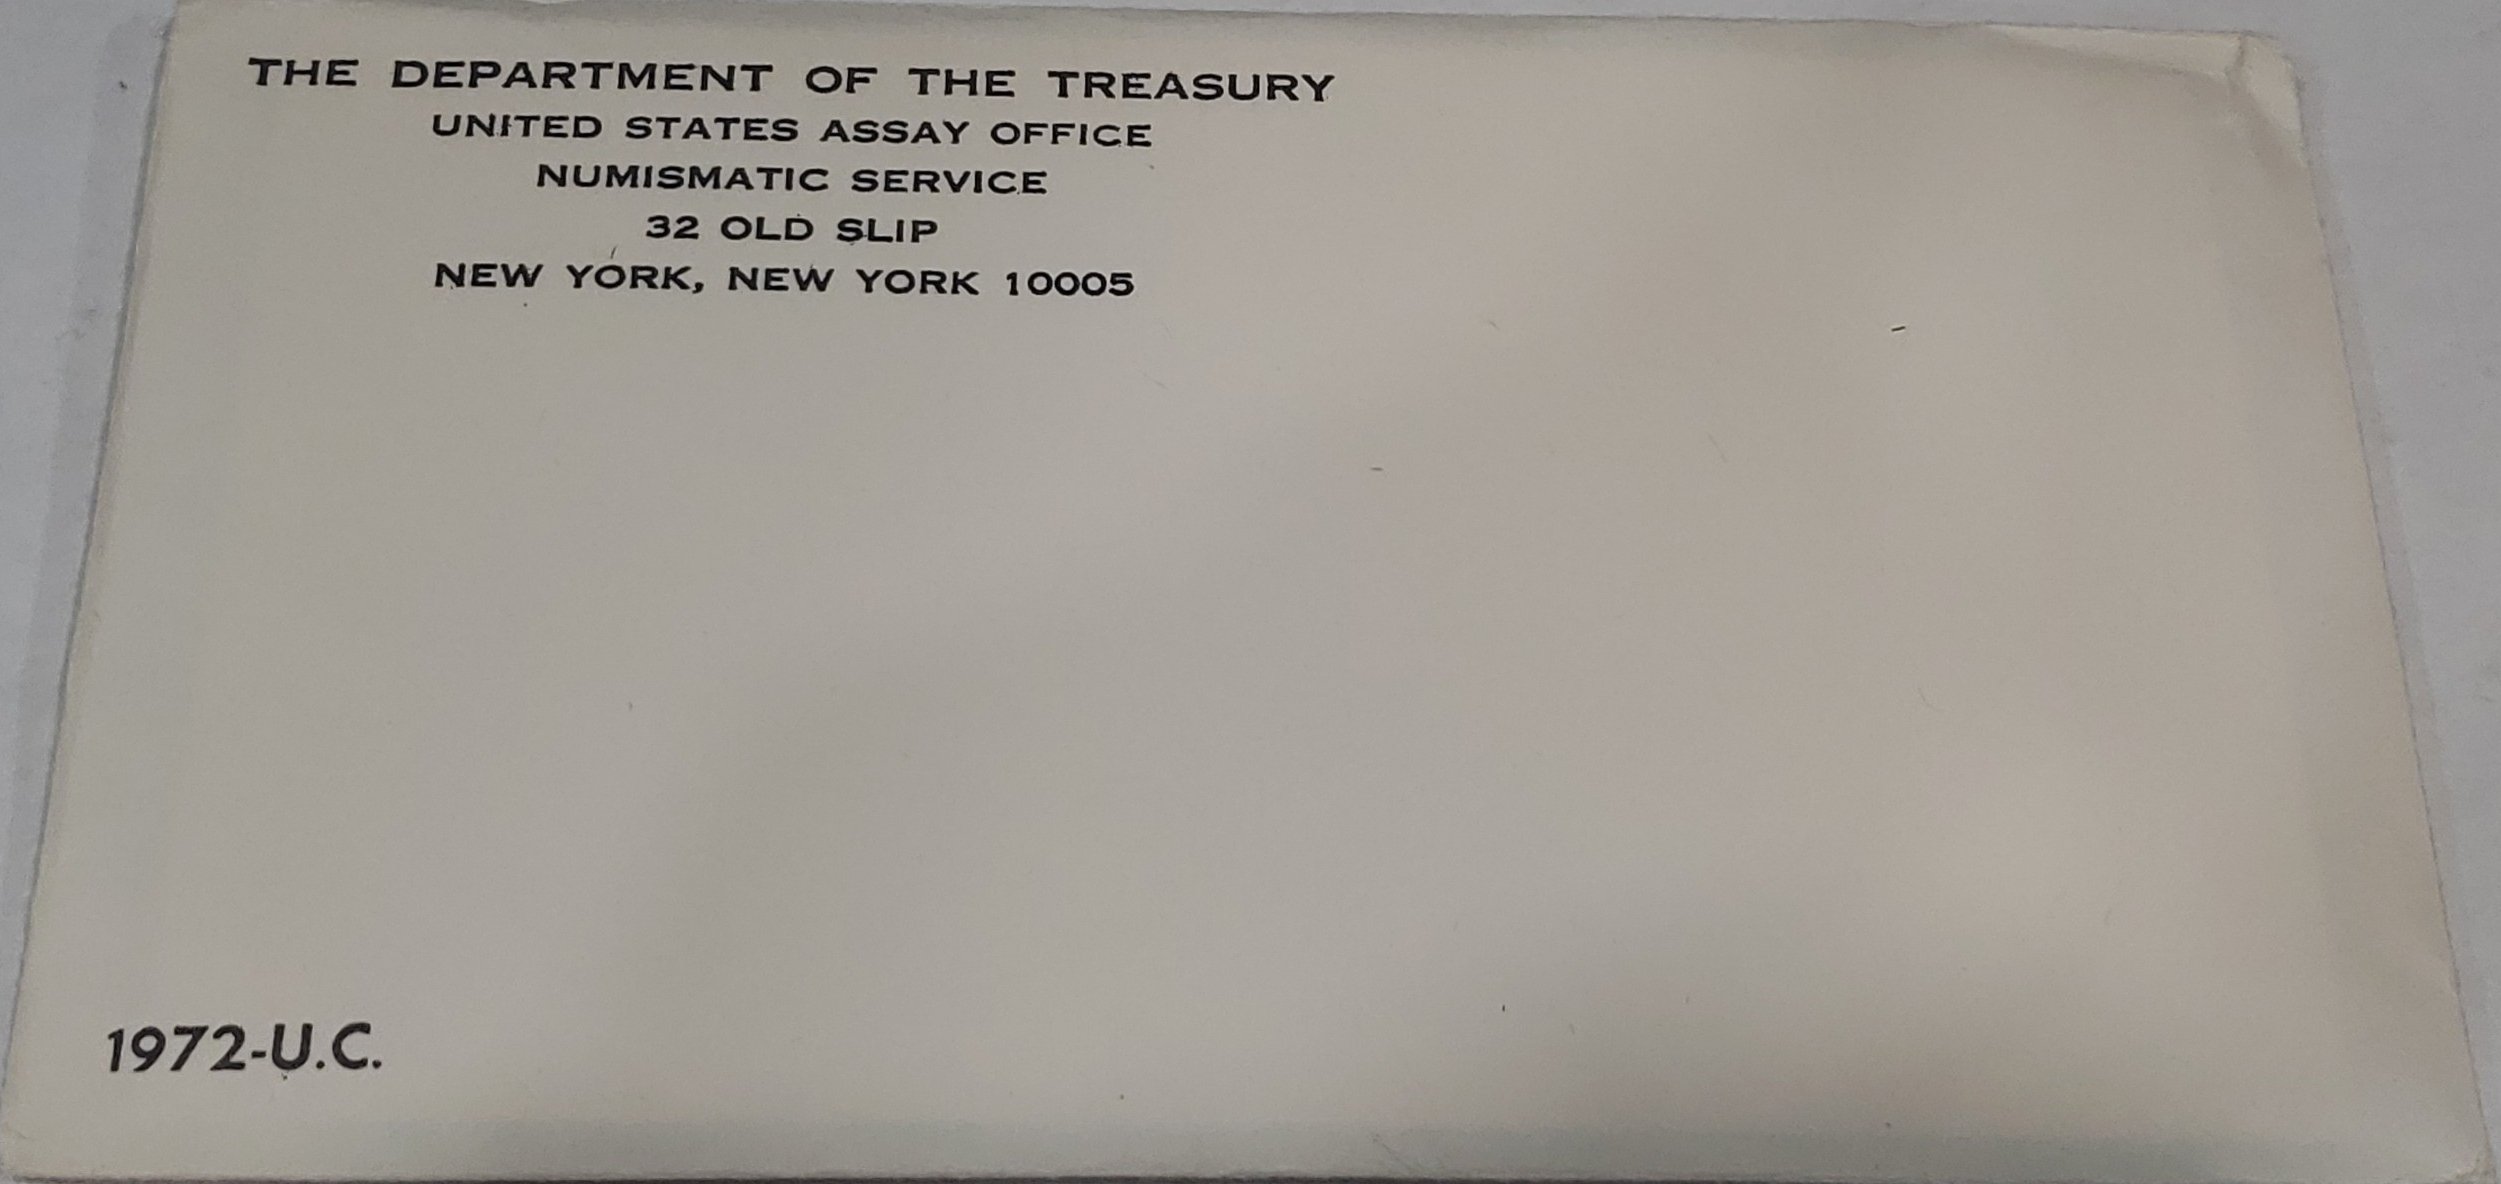 THE DEPARTMENT OF THE TREASURY
UNITED STATES ASSAY OFFICE
NUMISMATIC SERVICE
32 OLD SLIP
NEW YORK, NEW YORK 10005
1972-U.C.